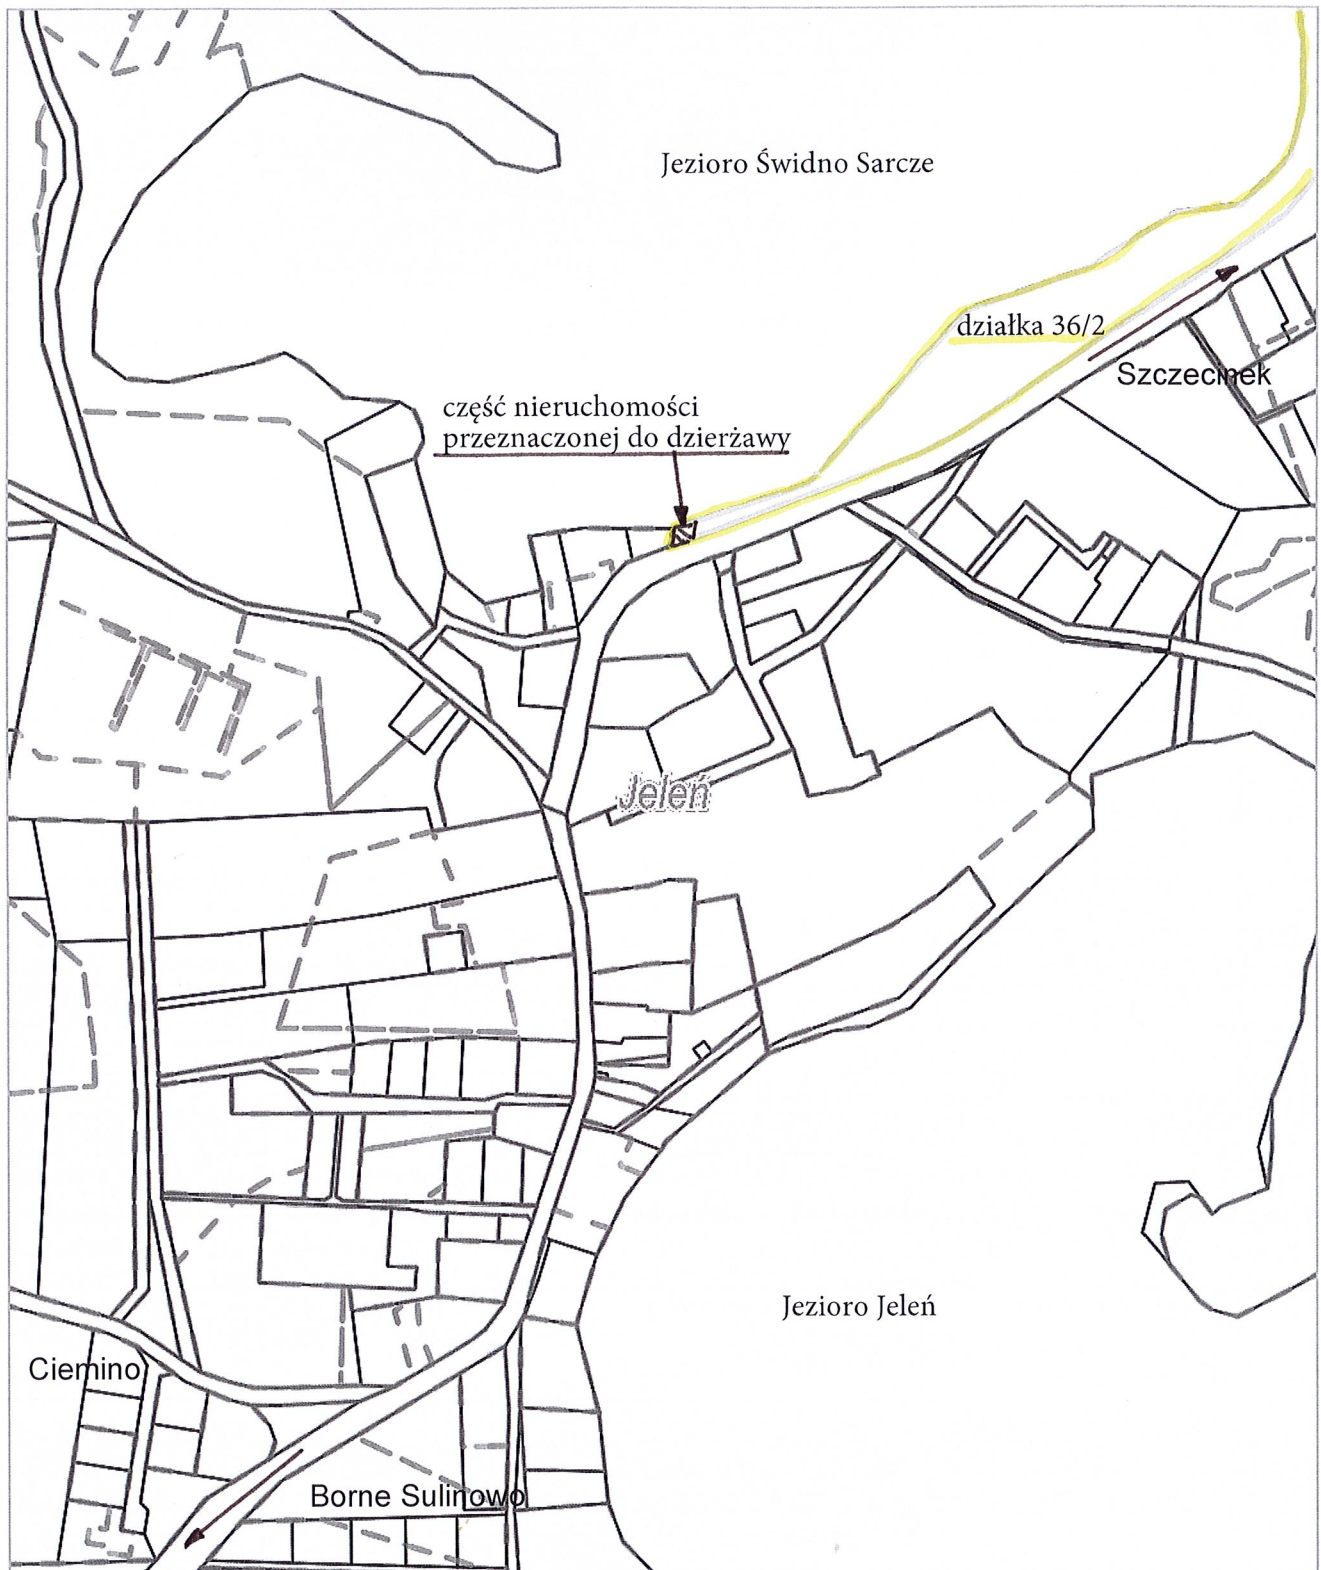 Jezioro Świdno Sarcze
działka 36/2
Szczecinek
część nieruchomości
przeznaczonej do dzierżawy
Jeleń
Jezioro Jeleń
Ciemino
Borne Sulinowo